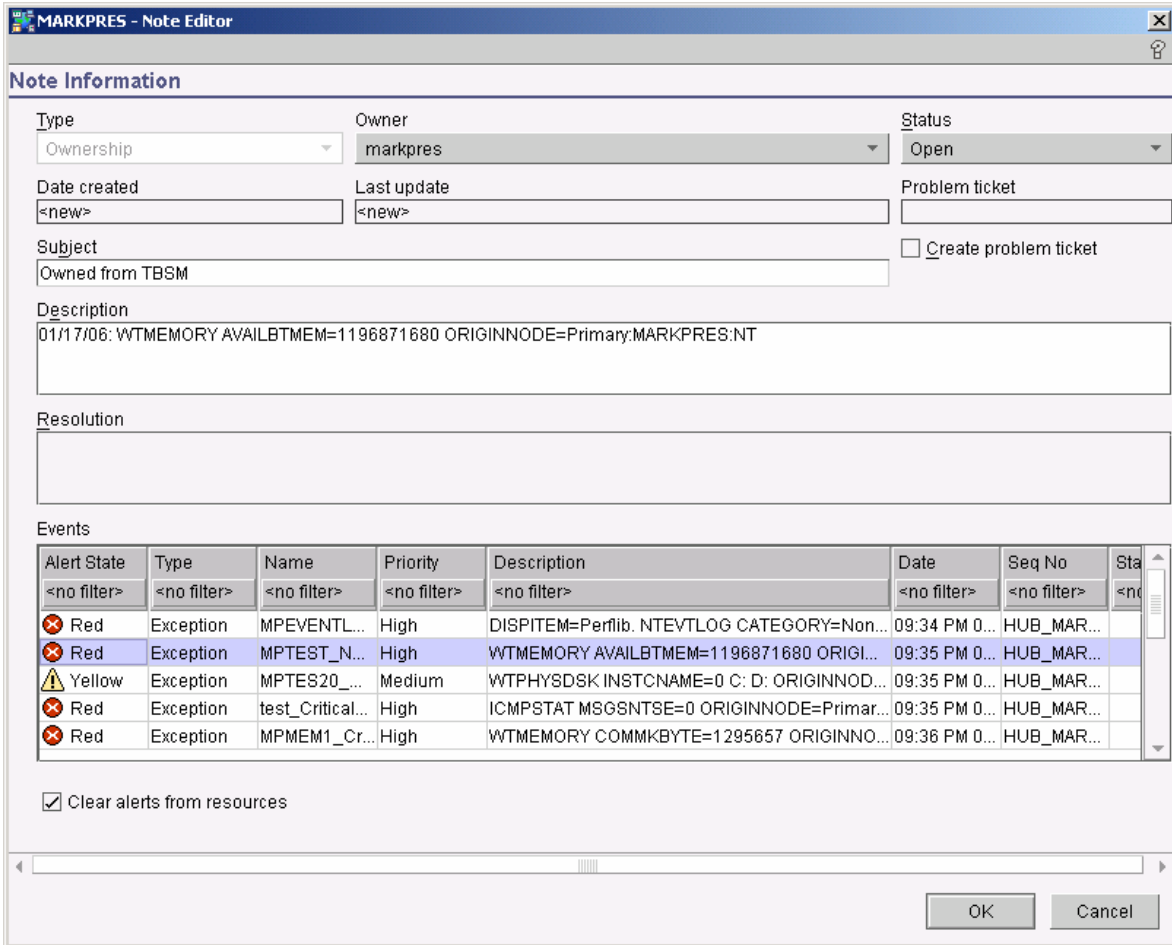 MARKPRES - Note Editor
Note Information
Type Owner Status
Ownership markpres Open
Date created Last update Problem ticket
<new> <new>
Subject Create problem ticket
Owned from TBSM
Description
01/17/06: WTMEMORY AVAILBTMEM=1196871680 ORIGINNODE=Primary:MARKPRES:NT
Resolution
Events
Alert State Type Name Priority Description Date Seq No Sta
<no filter> <no filter> <no filter> <no filter> <no filter> <no filter> <no filter> <no
Red Exception MPEVENTL... High DISPITEM=Perflib. NTEVTLOG CATEGORY=Non... 09:34 PM 0... HUB_MAR...
Red Exception MPTEST_N... High WTMEMORY AVAILBTMEM=1196871680 ORIGI... 09:35 PM 0... HUB_MAR...
Yellow Exception MPTES20_... Medium WTPHYSDSK INSTCNAME=0 C: D: ORIGINNOD... 09:35 PM 0... HUB_MAR...
Red Exception test_Critical... High ICMPSTAT MSGSNTSE=0 ORIGINNODE=Primar... 09:35 PM 0... HUB_MAR...
Red Exception MPMEM1_Cr... High WTMEMORY COMMKBYTE=1295657 ORIGINNO... 09:36 PM 0... HUB_MAR...
Clear alerts from resources
OK Cancel